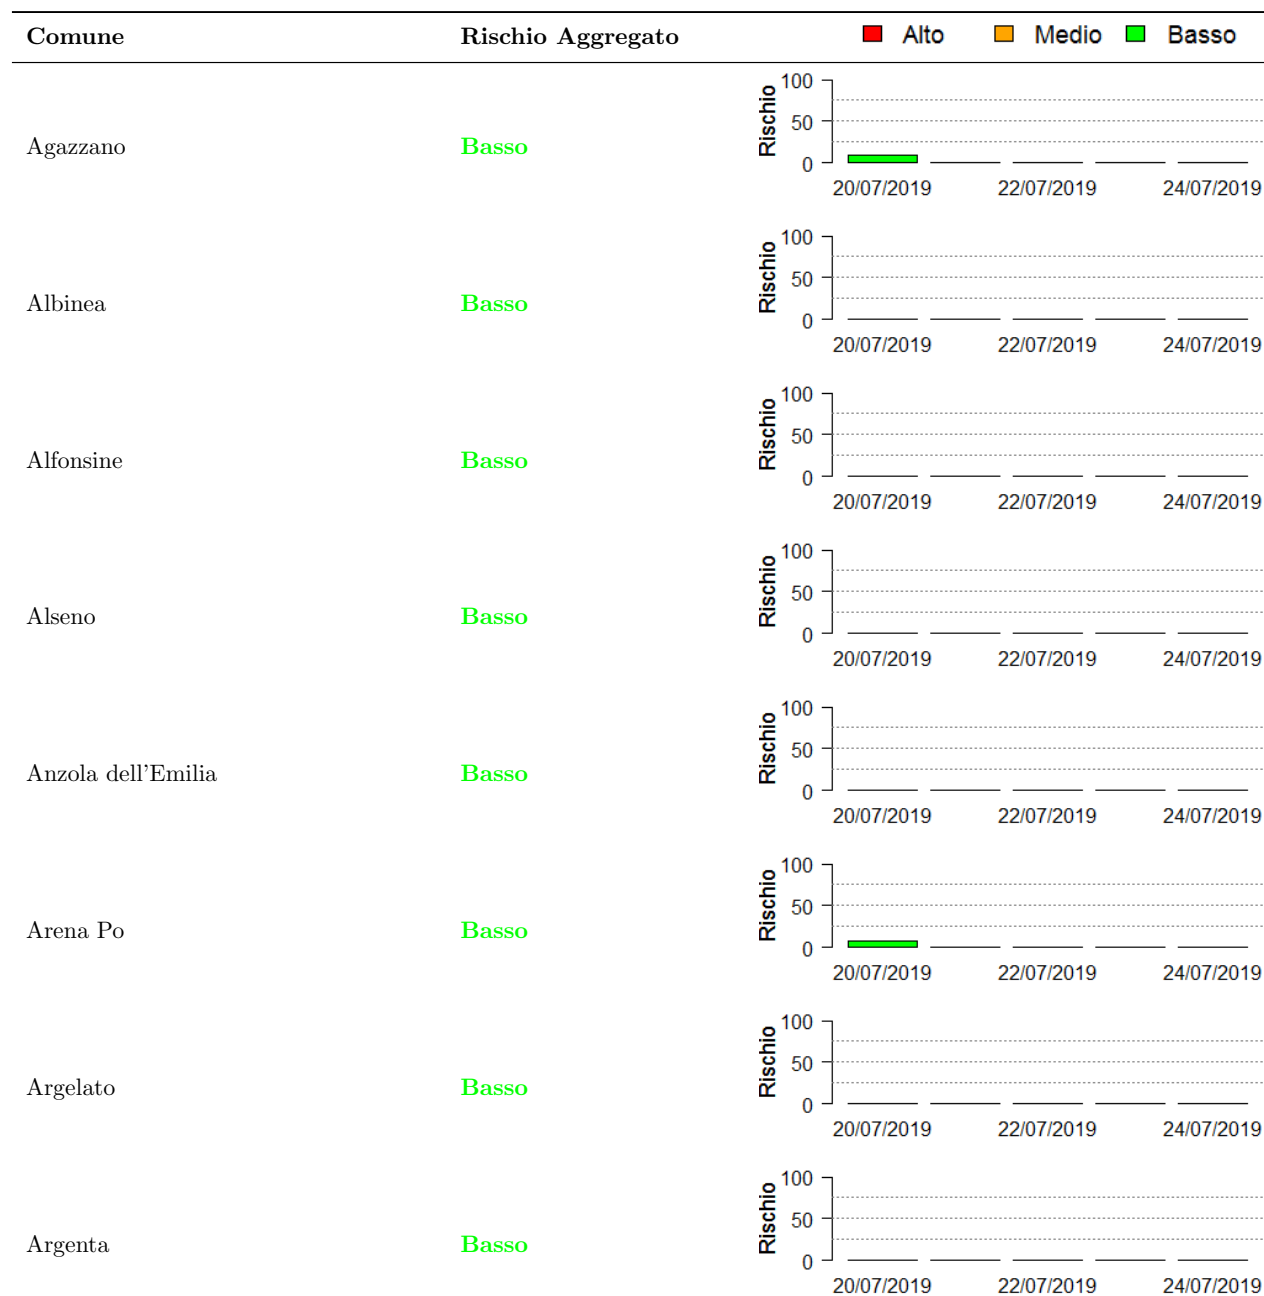 Comune Rischio Aggregato Alto Medio Basso
Agazzano Basso Rischio 100 50 0
20/07/2019 22/07/2019 24/07/2019
Albinea Basso Rischio 100 50 0
20/07/2019 22/07/2019 24/07/2019
Alfonsine Basso Rischio 100 50 0
20/07/2019 22/07/2019 24/07/2019
Alseno Basso Rischio 100 50 0
20/07/2019 22/07/2019 24/07/2019
Anzola dell'Emilia Basso Rischio 100 50 0
20/07/2019 22/07/2019 24/07/2019
Arena Po Basso Rischio 100 50 0
20/07/2019 22/07/2019 24/07/2019
Argelato Basso Rischio 100 50 0
20/07/2019 22/07/2019 24/07/2019
Argenta Basso Rischio 100 50 0
20/07/2019 22/07/2019 24/07/2019